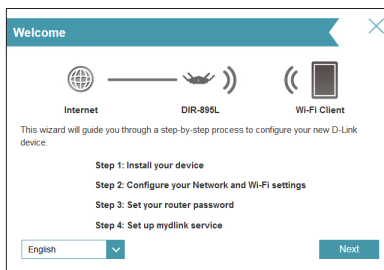 Welcome
Internet
DIR-895L
Wi-Fi Client
This wizard will guide you through a step-by-step process to configure your new D-Link
device.
Step 1: Install your device
Step 2: Configure your Network and Wi-Fi settings
Step 3: Set your router password
Step 4: Set up mydlink service
English
Next